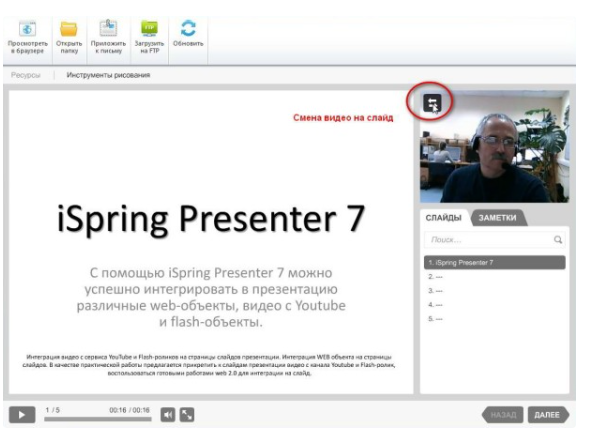 Просмотреть в браузере
Открыть папку
Приложить к письму
FTP
Загрузить на FTP
Обновить
Ресурсы
Инструменты рисования
Смена видео на слайд
iSpring Presenter 7
С помощью iSpring Presenter 7 можно
успешно интегрировать в презентацию
различные web-объекты, видео с Youtube
и flash-объекты.
Интеграция видео с сервиса YouTube и Flash-роликов на страницы слайдов презентации. Интеграция WEB объекта на страницы
слайдов. В качестве практической работы предлагается прикрепить к слайдам презентации видео с канала Youtube и Flash-ролик,
воспользоваться готовыми работами web 2.0 для интеграции на слайд.
СЛАЙДЫ
ЗАМЕТКИ
Поиск...
1. iSpring Presenter 7
2. ---
3. ---
4. ---
5. ---
1 / 5
00:16 / 00:16
НАЗАД
ДАЛЕЕ